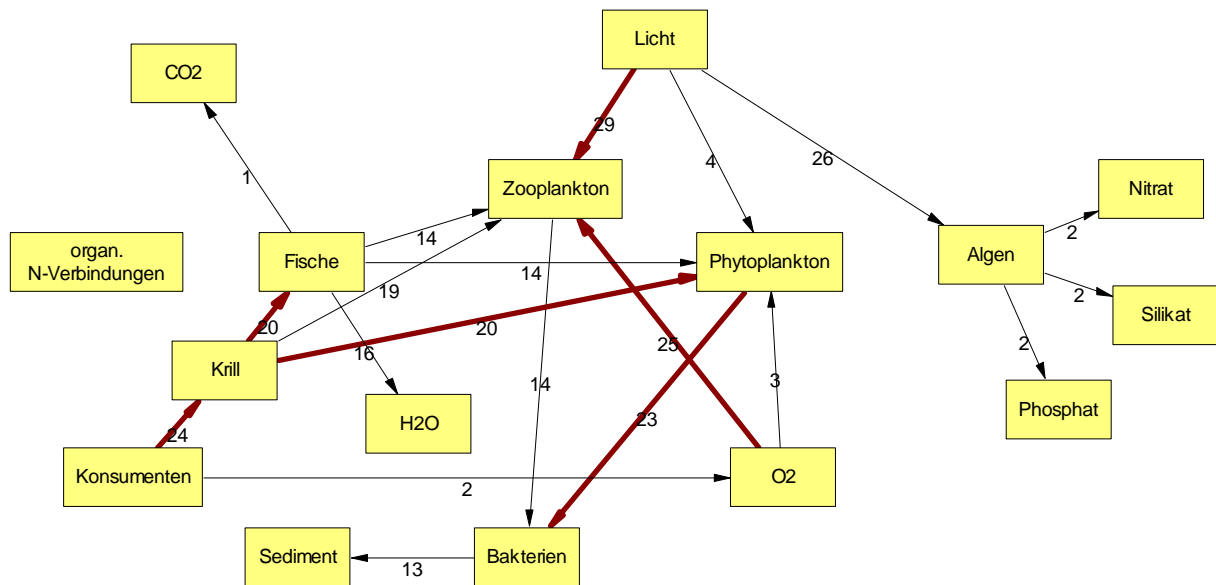 Licht
CO2
29
4
26
1
Zooplankton
Nitrat
organ.
N-Verbindungen
Fische
14
14
Phytoplankton
Algen
2
2
19
Silikat
20
16
20
25
2
Krill
14
3
Phosphat
H2O
23
24
Konsumenten
2
O2
Sediment
13
Bakterien